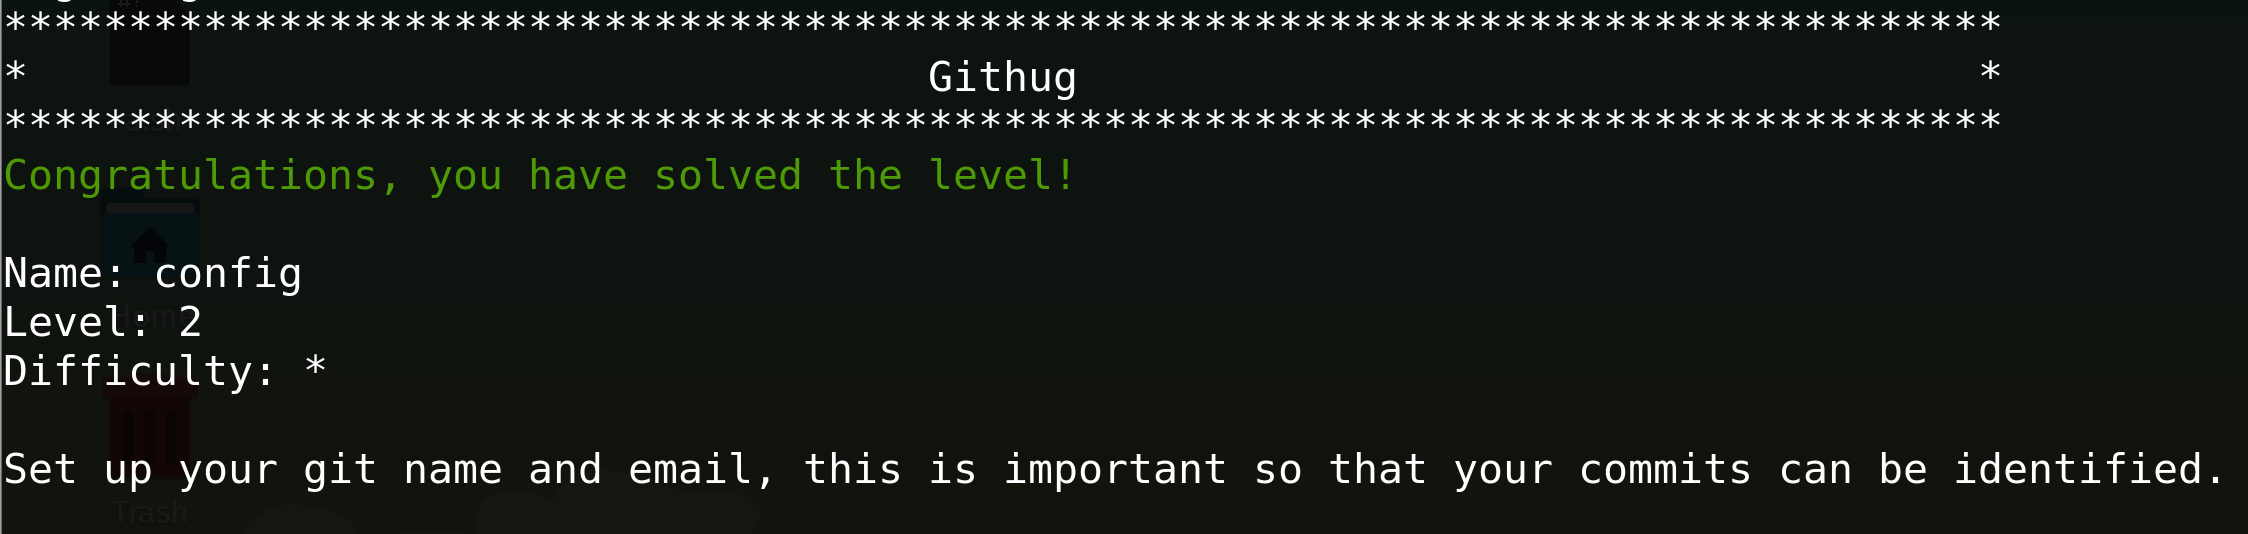 ********************************************************************************
*                                    Githug                                    *
********************************************************************************
Congratulations, you have solved the level!
Name: config
Level: 2
Difficulty: *
Home
Set up your git name and email, this is important so that your commits can be identified.
Trash